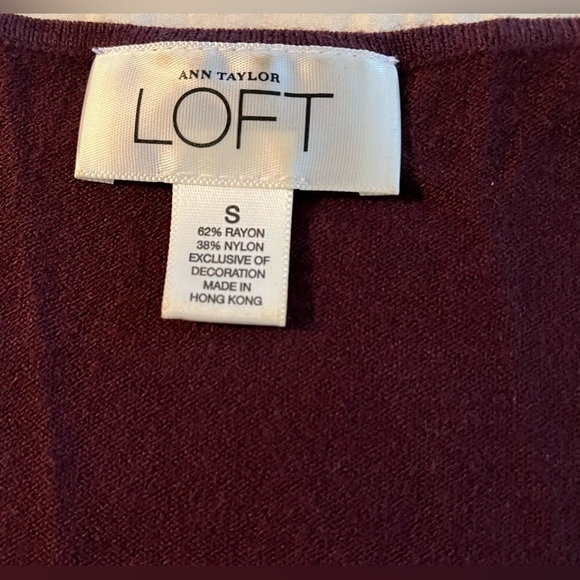 ANN TAYLOR
LOFT
S
62% RAYON
38% NYLON
EXCLUSIVE OF
DECORATION
MADE IN
HONG KONG